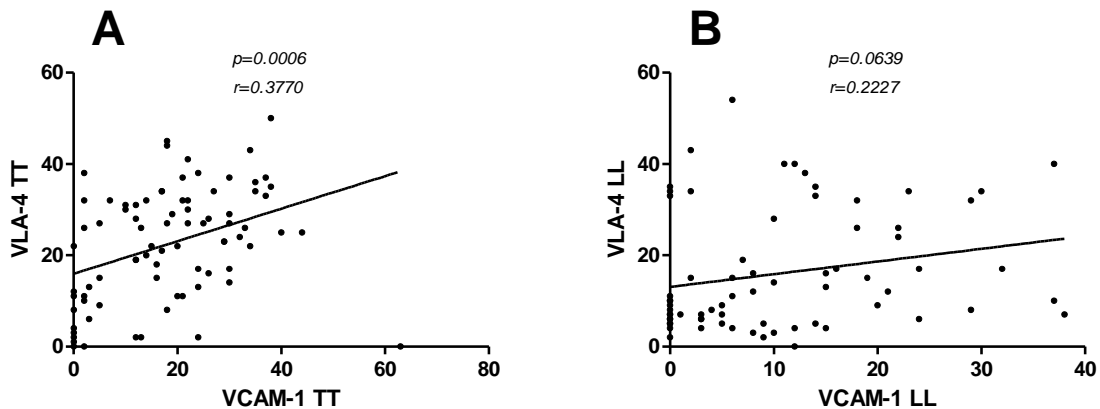 A
p=0.0006
r=0.3770
60
40
20
0
VLA-4 TT
0 20 40 60 80
VCAM-1 TT
B
p=0.0639
r=0.2227
60
40
20
0
VLA-4 LL
0 10 20 30 40
VCAM-1 LL